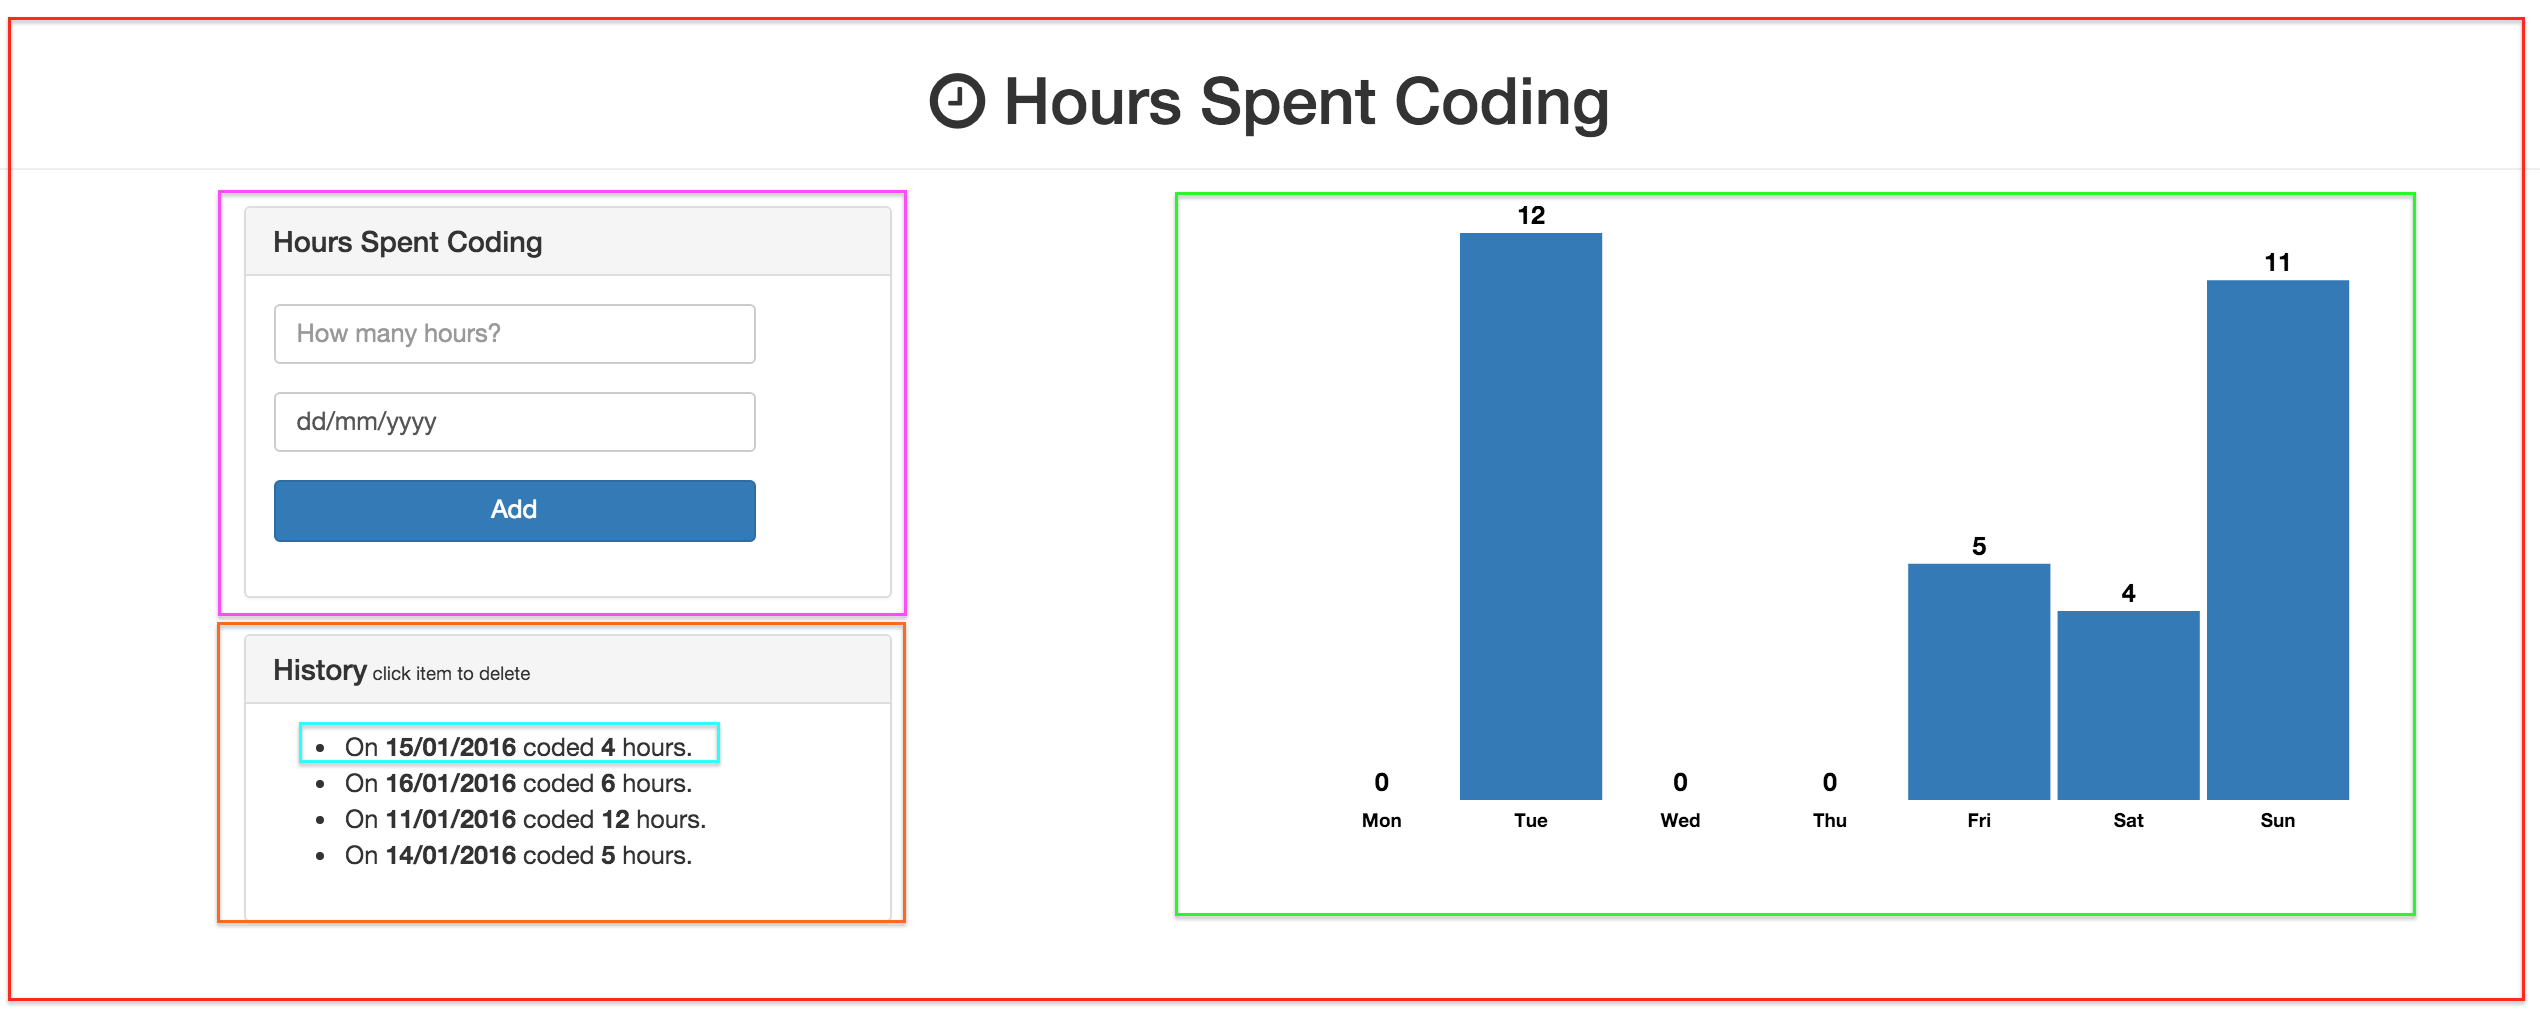 Hours Spent Coding
Hours Spent Coding
How many hours?
dd/mm/yyyy
Add
History click item to delete
• On 15/01/2016 coded 4 hours.
• On 16/01/2016 coded 6 hours.
• On 11/01/2016 coded 12 hours.
• On 14/01/2016 coded 5 hours.
12
11
5
4
0 0 0
Mon Tue Wed Thu Fri Sat Sun